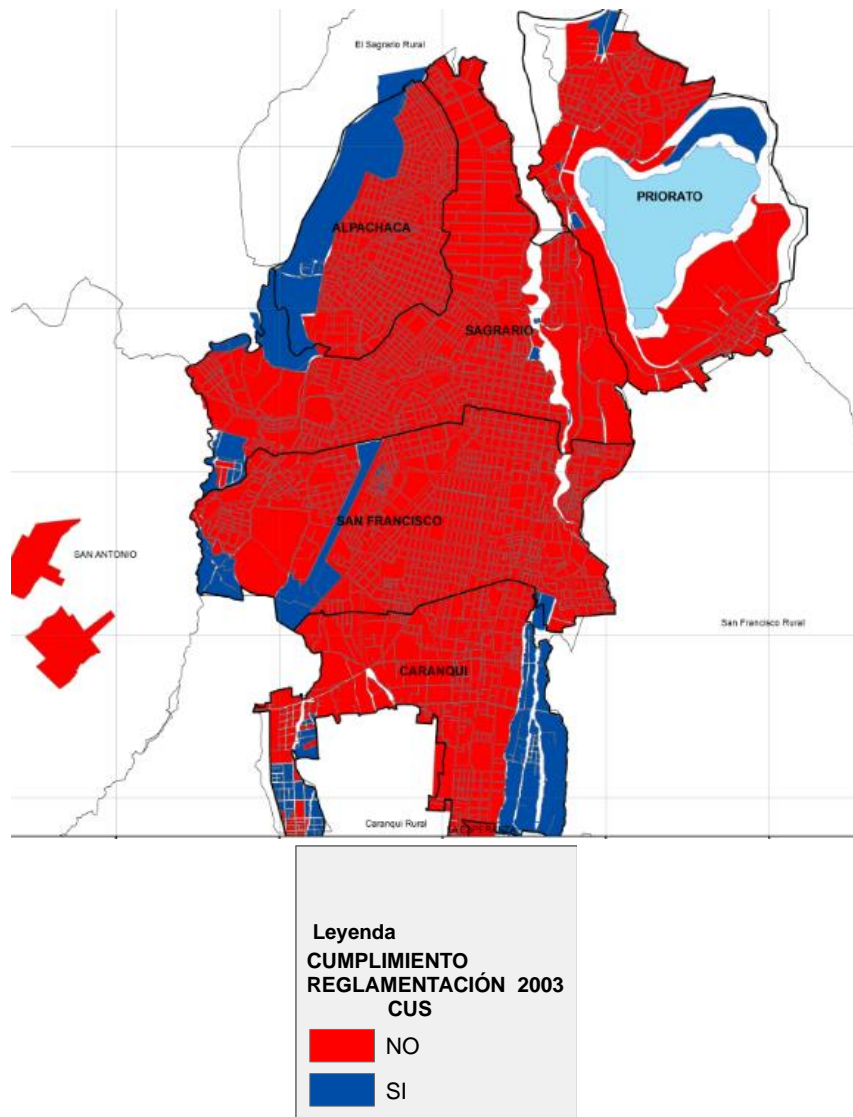 El Sagrario Rural
PRIORATO
ALPACHACA
SAGRARIO
SAN FRANCISCO
SAN ANTONIO
San Francisco Rural
CARANQUI
Caranqui Rural
Leyenda
CUMPLIMIENTO
REGLAMENTACIÓN 2003
CUS
NO
SI